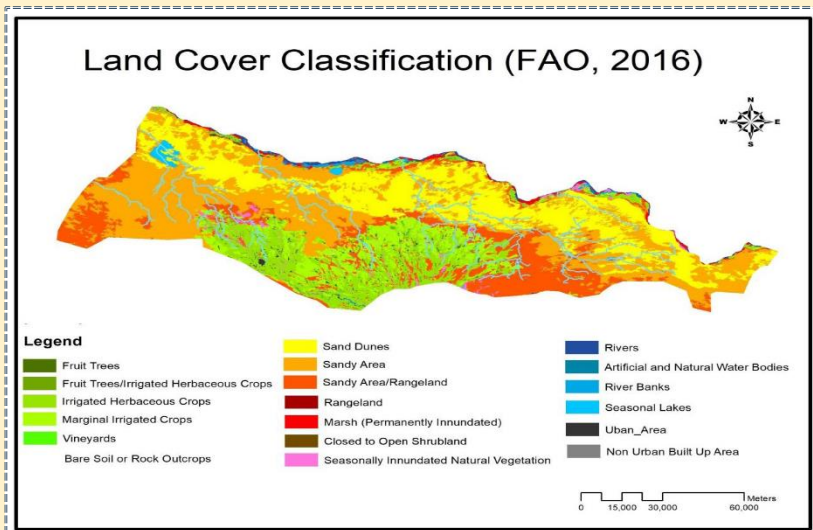 Land Cover Classification (FAO, 2016)
N
W E
S
Legend
Fruit Trees
Fruit Trees/Irrigated Herbaceous Crops
Irrigated Herbaceous Crops
Marginal Irrigated Crops
Vineyards
Bare Soil or Rock Outcrops
Sand Dunes
Sandy Area
Sandy Area/Rangeland
Rangeland
Marsh (Permanently Innundated)
Closed to Open Shrubland
Seasonally Innundated Natural Vegetation
Rivers
Artificial and Natural Water Bodies
River Banks
Seasonal Lakes
Uban_Area
Non Urban Built Up Area
Meters
0 15,000 30,000 60,000